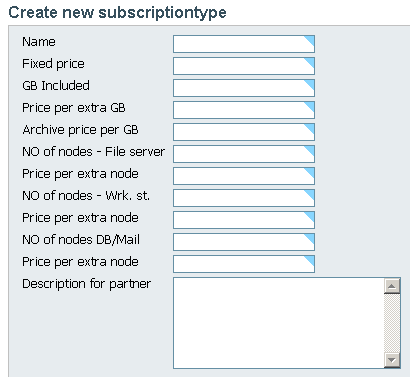 Create new subscriptiontype
Name
Fixed price
GB Included
Price per extra GB
Archive price per GB
NO of nodes - File server
Price per extra node
NO of nodes - Wrk. st.
Price per extra node
NO of nodes DB/Mail
Price per extra node
Description for partner